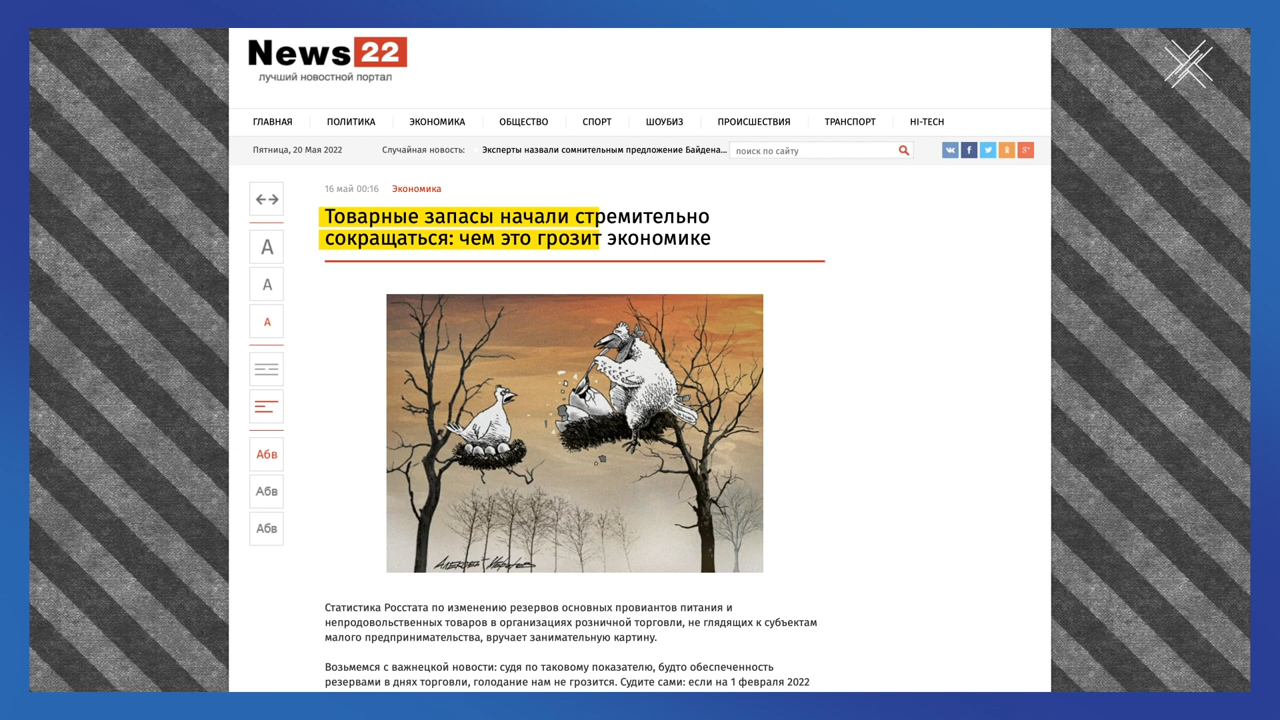 News 22
лучший новостной портал
ГЛАВНАЯ ПОЛИТИКА ЭКОНОМИКА ОБЩЕСТВО СПОРТ ШОУБИЗ ПРОИСШЕСТВИЯ ТРАНСПОРТ HI-TECH
Пятница, 20 Мая 2022 Случайная новость: Эксперты назвали сомнительным предложение Байдена... поиск по сайту
16 май 00:16 Экономика
Товарные запасы начали стремительно
сокращаться: чем это грозит экономике
A
A
A
Абв
Абв
Абв
Статистика Росстата по изменению резервов основных провиантов питания и
непродовольственных товаров в организациях розничной торговли, не глядящих к субъектам
малого предпринимательства, вручает занимательную картину.
Возьмемся с важнецкой новости: судя по таковому показателю, будто обеспеченность
резервами в днях торговли, голодание нам не грозится. Судите сами: если на 1 февраля 2022